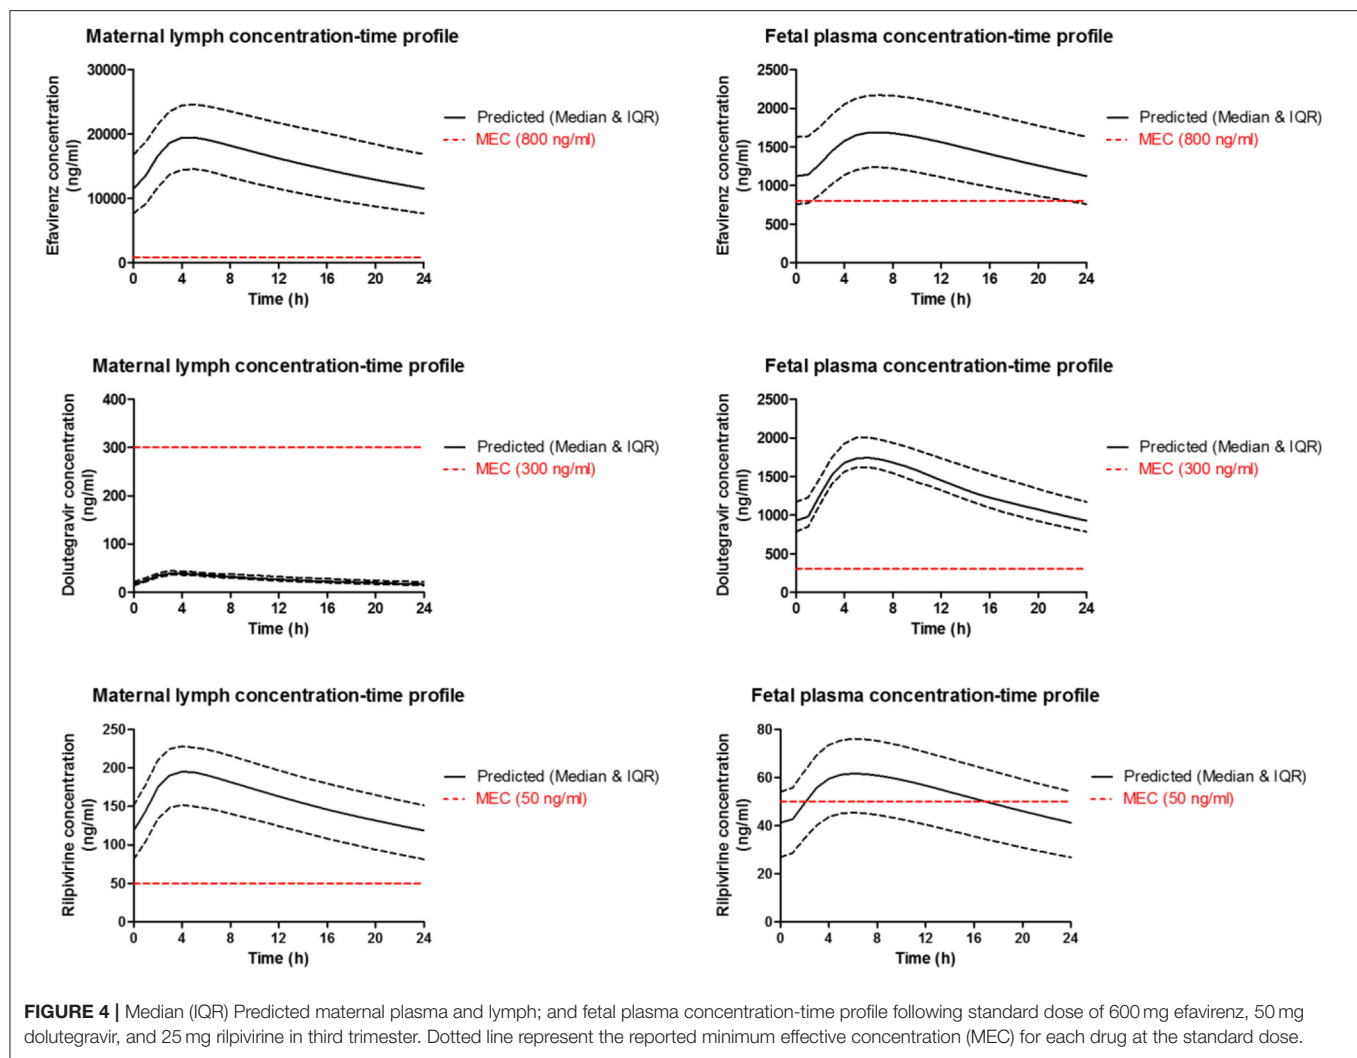 Maternal lymph concentration-time profile
Efavirenz concentration
(ng/ml)
30000
20000
10000
0
0 4 8 12 16 20 24
Time (h)
Predicted (Median & IQR)
MEC (800 ng/ml)
Fetal plasma concentration-time profile
Efavirenz concentration
(ng/ml)
2500
2000
1500
1000
500
0
0 4 8 12 16 20 24
Time (h)
Predicted (Median & IQR)
MEC (800 ng/ml)
Maternal lymph concentration-time profile
Dolutegravir concentration
(ng/ml)
400
300
200
100
0
0 4 8 12 16 20 24
Time (h)
Predicted (Median & IQR)
MEC (300 ng/ml)
Fetal plasma concentration-time profile
Dolutegravir concentration
(ng/ml)
2500
2000
1500
1000
500
0
0 4 8 12 16 20 24
Time (h)
Predicted (Median & IQR)
MEC (300 ng/ml)
Maternal lymph concentration-time profile
Rilpivirine concentration
(ng/ml)
250
200
150
100
50
0
0 4 8 12 16 20 24
Time (h)
Predicted (Median & IQR)
MEC (50 ng/ml)
Fetal plasma concentration-time profile
Rilpivirine concentration
(ng/ml)
80
60
40
20
0
0 4 8 12 16 20 24
Time (h)
Predicted (Median & IQR)
MEC (50 ng/ml)
FIGURE 4 | Median (IQR) Predicted maternal plasma and lymph; and fetal plasma concentration-time profile following standard dose of 600 mg efavirenz, 50 mg
dolutegravir, and 25 mg rilpivirine in third trimester. Dotted line represent the reported minimum effective concentration (MEC) for each drug at the standard dose.